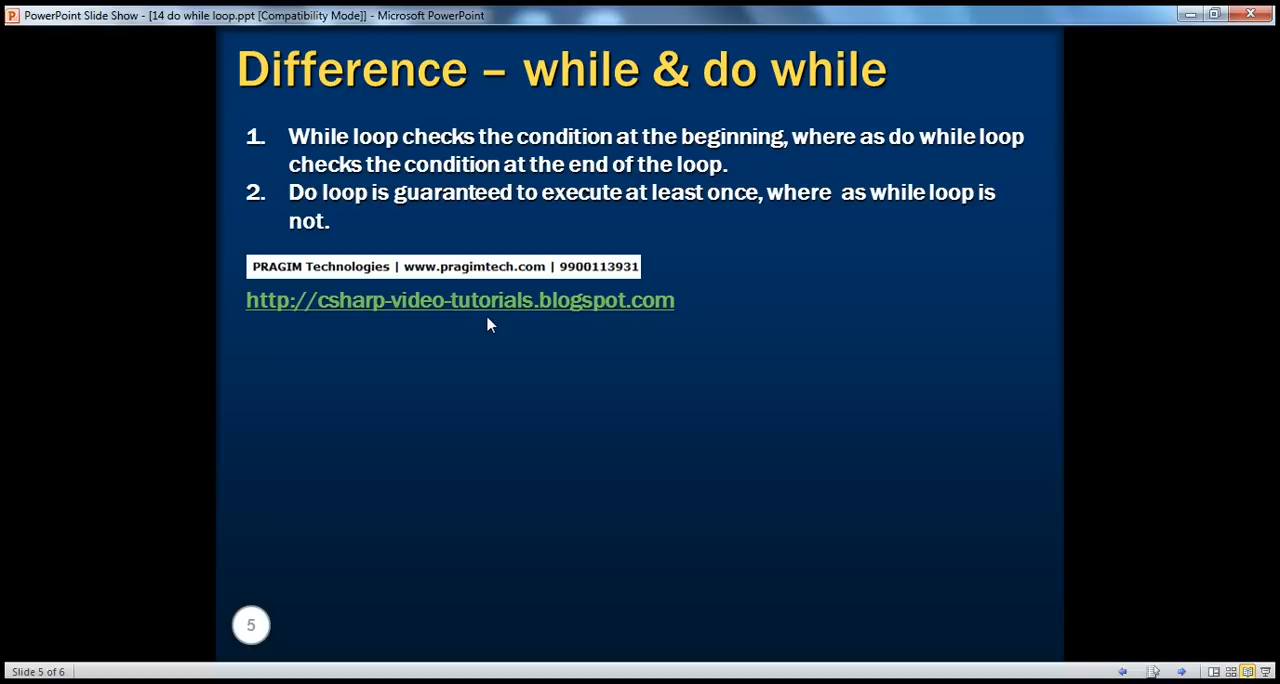 PowerPoint Slide Show - [14 do while loop.ppt [Compatibility Mode]] - Microsoft PowerPoint
Difference – while & do while
1. While loop checks the condition at the beginning, where as do while loop
checks the condition at the end of the loop.
2. Do loop is guaranteed to execute at least once, where as while loop is
not.
PRAGIM Technologies | www.pragimtech.com | 9900113931
http://csharp-video-tutorials.blogspot.com
5
Slide 5 of 6